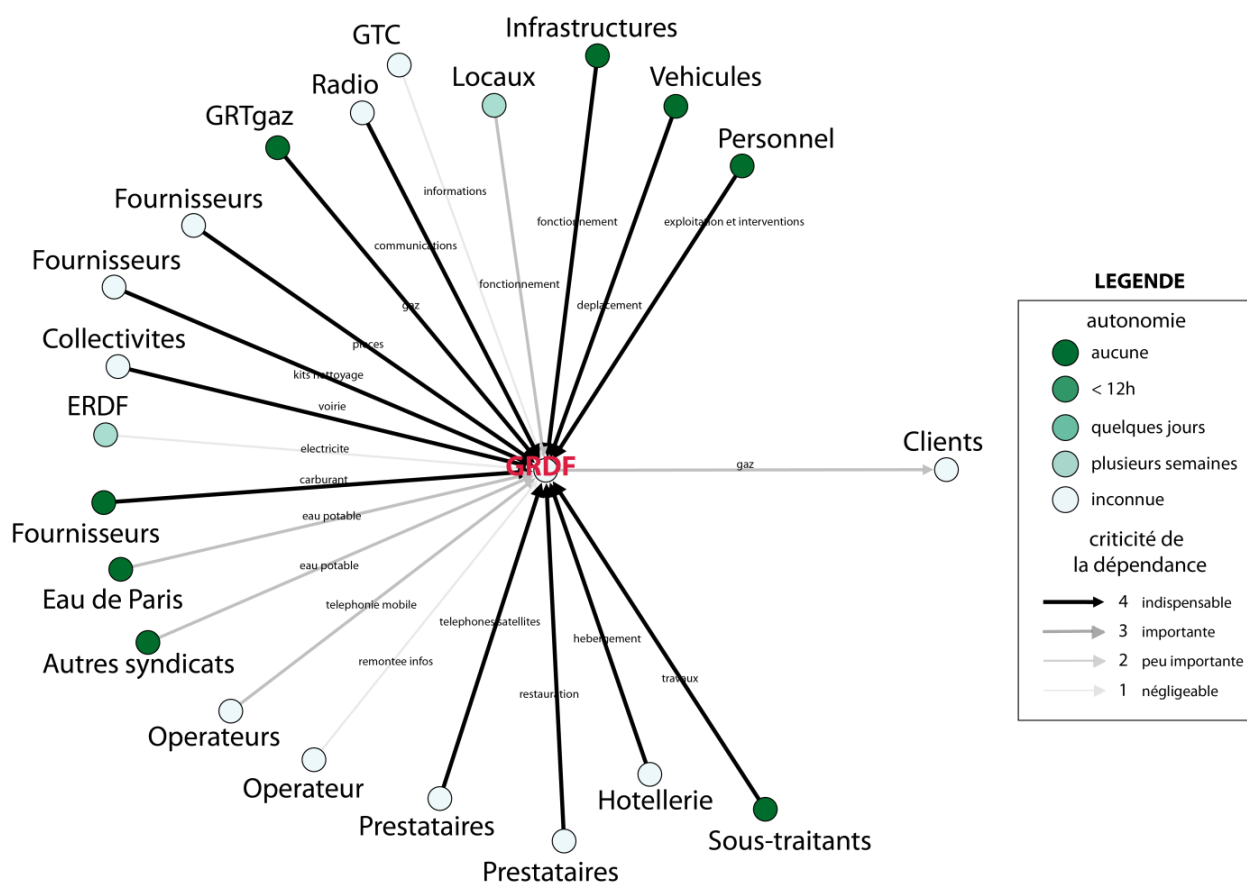 Infrastructures
GTC
Vehicules
Locaux
Radio
GRTgaz
Personnel
Fournisseurs
informations
fonctionnement
exploitation et interventions
communications
Fournisseurs
fonctionnement
gaz
deplacement
Collectivites
pieces
kits nettoyage
voirie
ERDF
electricite
GRDF
gaz
Clients
carburant
Fournisseurs
eau potable
Eau de Paris
eau potable
Autres syndicats
telephonie mobile
telephones satellites
hebergement
remontee infos
travaux
restauration
Operateurs
Operateur
Prestataires
Hotellerie
Sous-traitants
Prestataires
LEGENDE
autonomie
aucune
< 12h
quelques jours
plusieurs semaines
inconnue
criticité de
la dépendance
4 indispensable
3 importante
2 peu importante
1 négligeable